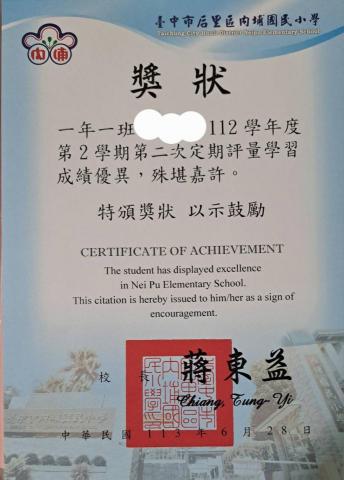 內埔
臺中市后里區內埔國民小學
Taichung City Houli District Neipu Elementary School
獎狀
一年一班 112學年度
第2學期第二次定期評量學習
成績優異，殊堪嘉許。
特頒獎狀 以示鼓勵
CERTIFICATE OF ACHIEVEMENT
The student has displayed excellence
in Nei Pu Elementary School.
This citation is hereby issued to him/her as a sign of
encouragement.
校長 蔣東益
Chiang, Tung-Yi
中華民國113年6月28日